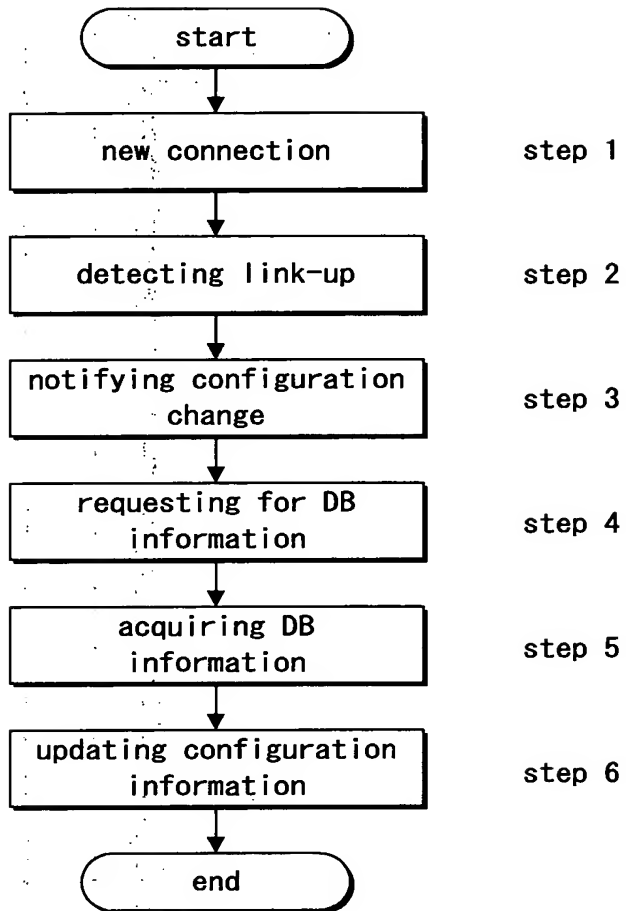 start
new connection
step 1
detecting link-up
step 2
notifying configuration
change
step 3
requesting for DB
information
step 4
acquiring DB
information
step 5
updating configuration
information
step 6
end